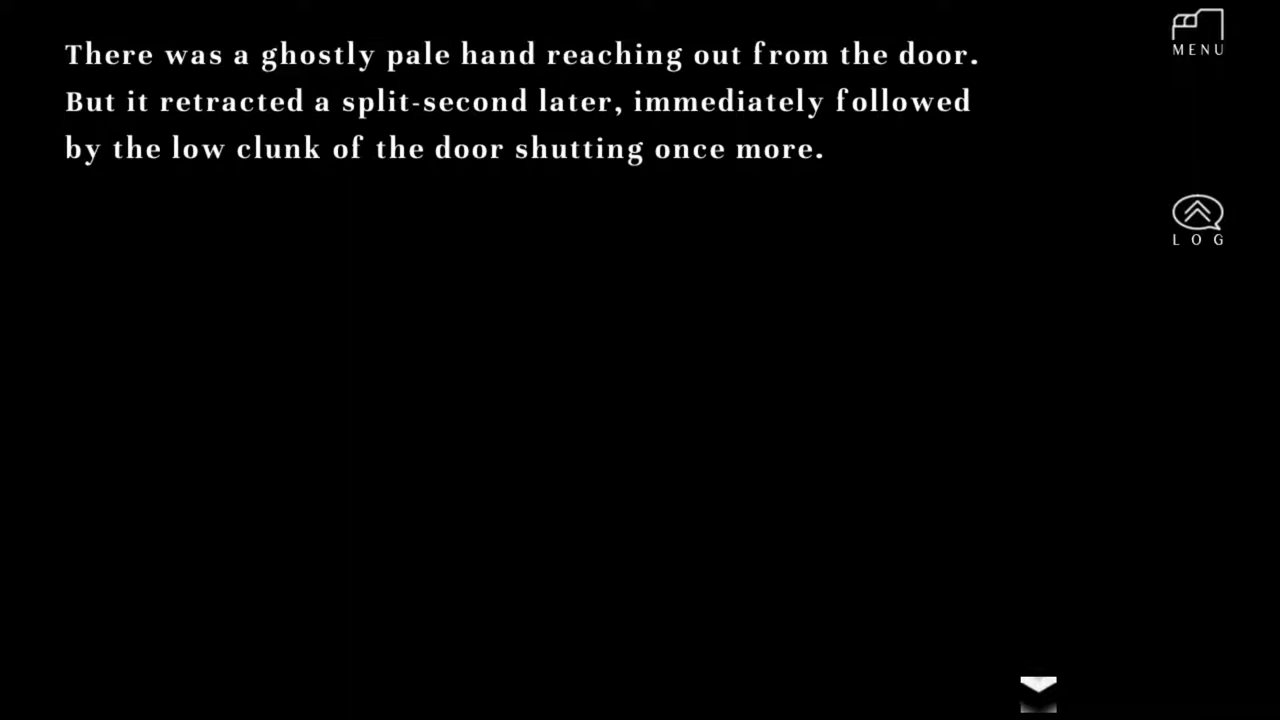 There was a ghostly pale hand reaching out from the door.
But it retracted a split-second later, immediately followed
by the low clunk of the door shutting once more.
MENU
LOG